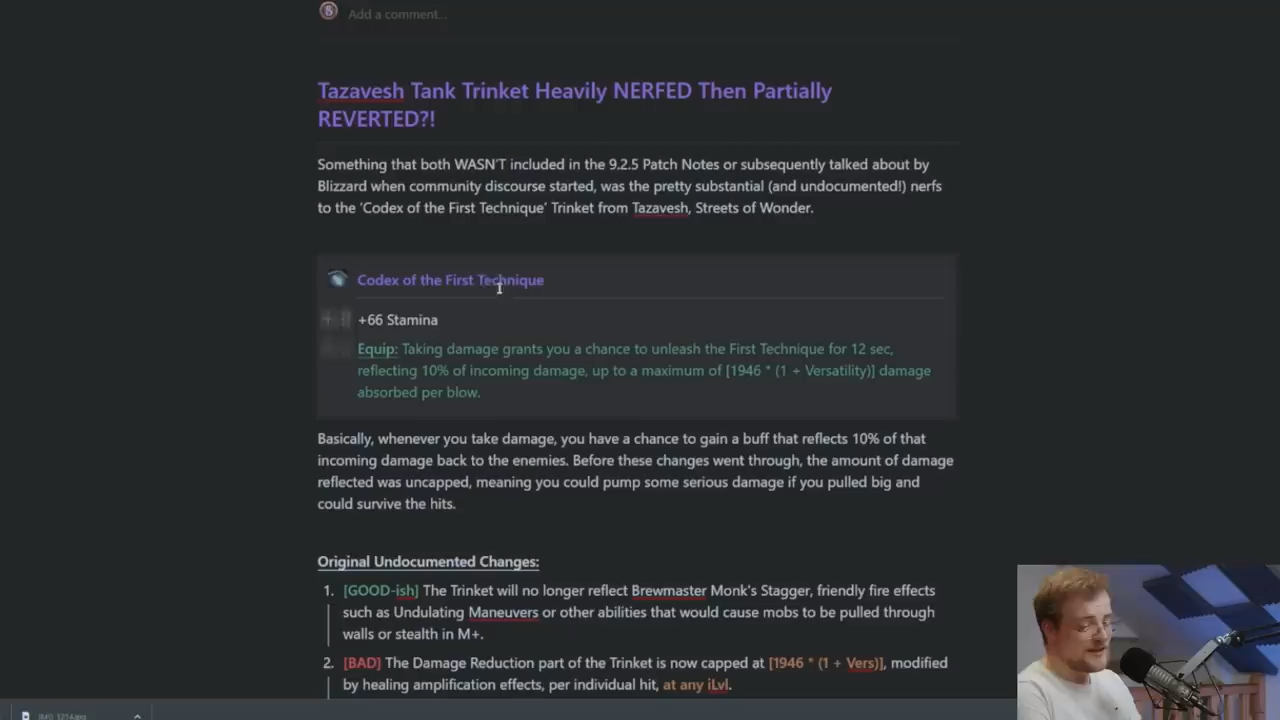 Add a comment...
Tazavesh Tank Trinket Heavily NERFED Then Partially
REVERTED?!
Something that both WASN'T included in the 9.2.5 Patch Notes or subsequently talked about by
Blizzard when community discourse started, was the pretty substantial (and undocumented!) nerfs
to the 'Codex of the First Technique' Trinket from Tazavesh, Streets of Wonder.
Codex of the First Technique
+66 Stamina
Equip: Taking damage grants you a chance to unleash the First Technique for 12 sec,
reflecting 10% of incoming damage, up to a maximum of [1946 * (1 + Versatility)] damage
absorbed per blow.
Basically, whenever you take damage, you have a chance to gain a buff that reflects 10% of that
incoming damage back to the enemies. Before these changes went through, the amount of damage
reflected was uncapped, meaning you could pump some serious damage if you pulled big and
could survive the hits.
Original Undocumented Changes:
1. [GOOD-ish] The Trinket will no longer reflect Brewmaster Monk's Stagger, friendly fire effects
such as Undulating Maneuvers or other abilities that would cause mobs to be pulled through
walls or stealth in M+.
2. [BAD] The Damage Reduction part of the Trinket is now capped at [1946 * (1 + Vers)], modified
by healing amplification effects, per individual hit, at any iLvl.